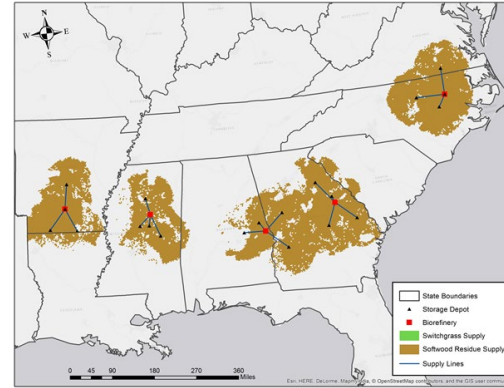 N
W E
S
State Boundaries
Storage Depot
Biorefinery
Switchgrass Supply
Softwood Residue Supply
Supply Lines
0 45 90 180 270 360
Miles
Esri, HERE, DeLorme, MapmyIndia, © OpenStreetMap contributors, and the GIS user community